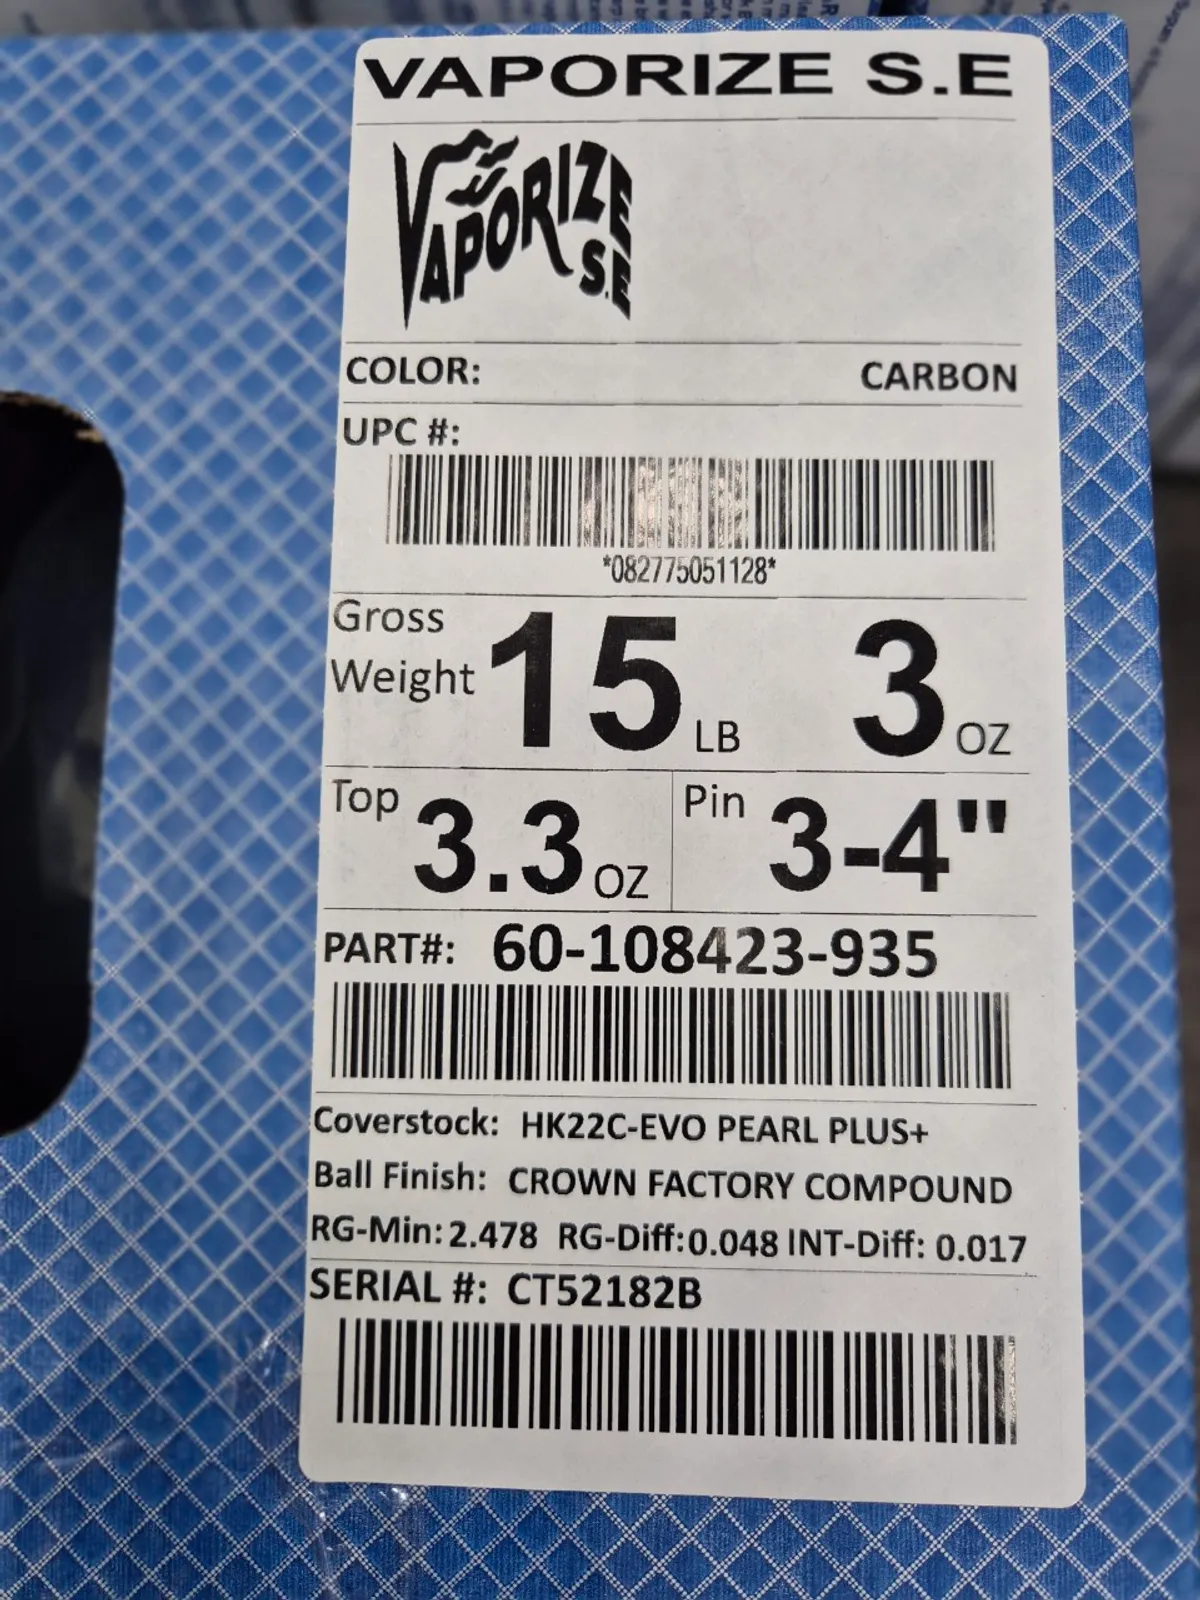 VAPORIZE S.E
VAPORIZE
S.E
COLOR: CARBON
UPC #:
*082775051128*
Gross Weight 15 LB 3 OZ
Top 3.3 OZ Pin 3-4"
PART#: 60-108423-935
Coverstock: HK22C-EVO PEARL PLUS+
Ball Finish: CROWN FACTORY COMPOUND
RG-Min: 2.478 RG-Diff: 0.048 INT-Diff: 0.017
SERIAL #: CT52182B